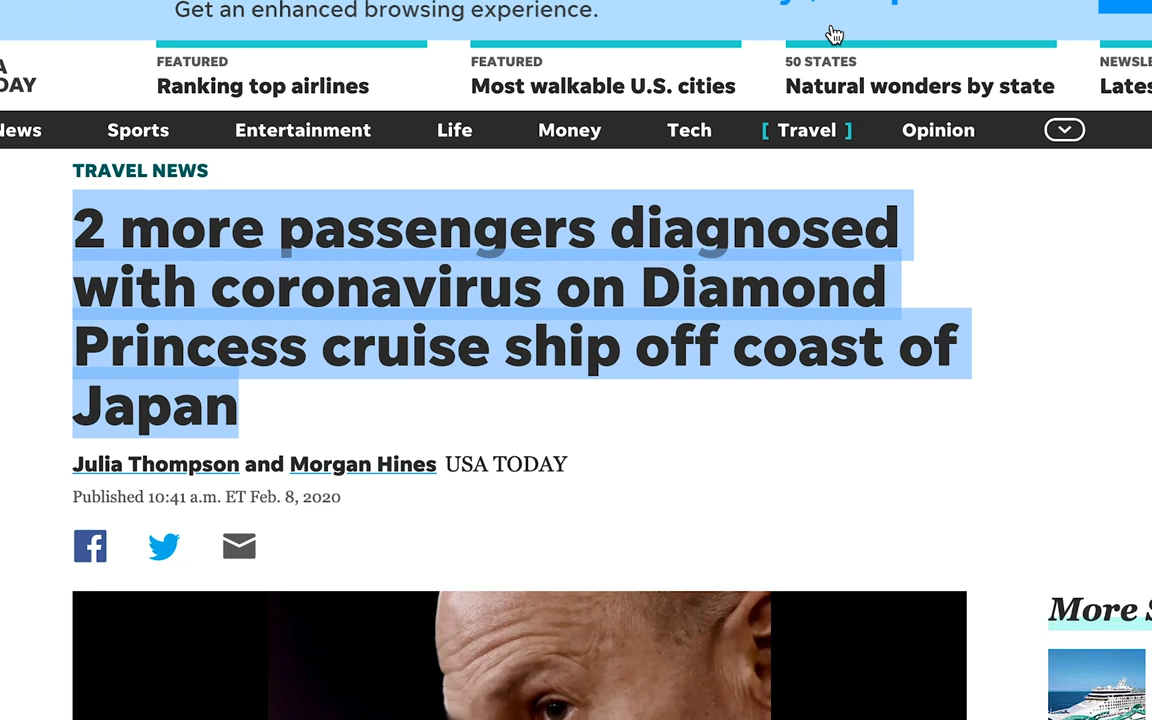 Get an enhanced browsing experience.
A
DAY
FEATURED
Ranking top airlines
FEATURED
Most walkable U.S. cities
50 STATES
Natural wonders by state
News Sports Entertainment Life Money Tech [ Travel ] Opinion
TRAVEL NEWS
2 more passengers diagnosed
with coronavirus on Diamond
Princess cruise ship off coast of
Japan
Julia Thompson and Morgan Hines USA TODAY
Published 10:41 a.m. ET Feb. 8, 2020
More